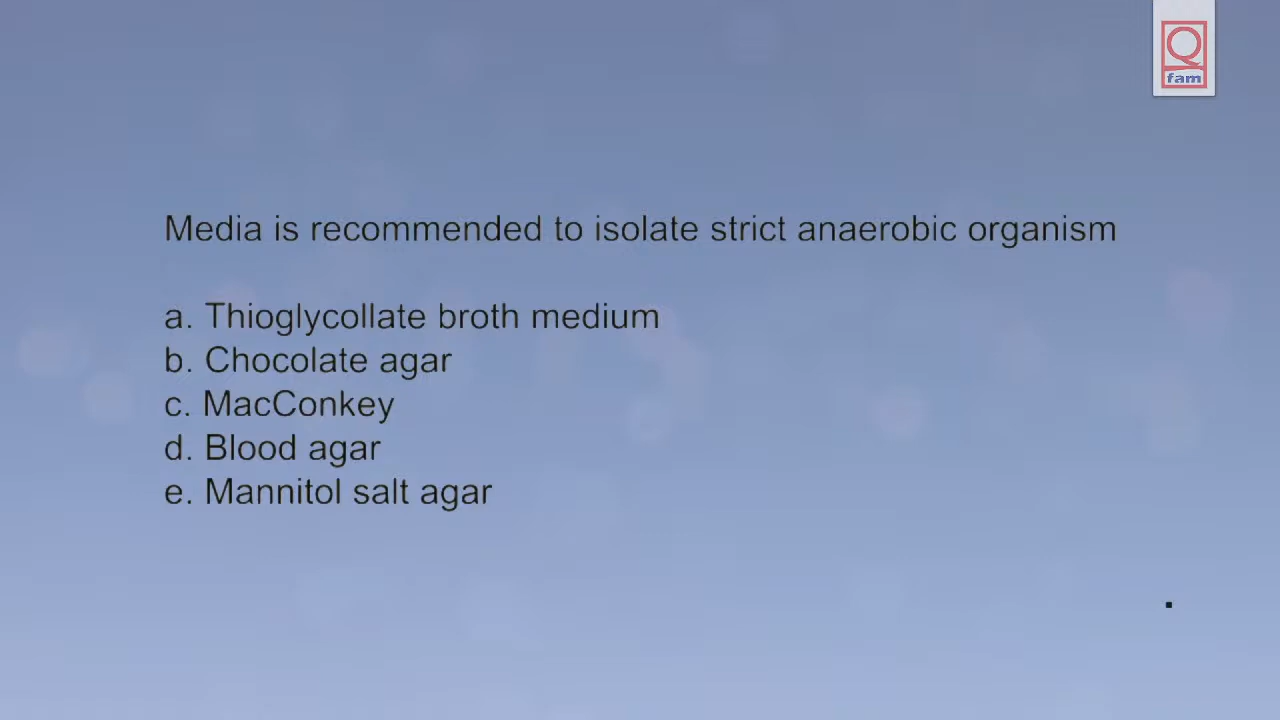 Q
fam
Media is recommended to isolate strict anaerobic organism
a. Thioglycollate broth medium
b. Chocolate agar
c. MacConkey
d. Blood agar
e. Mannitol salt agar
.